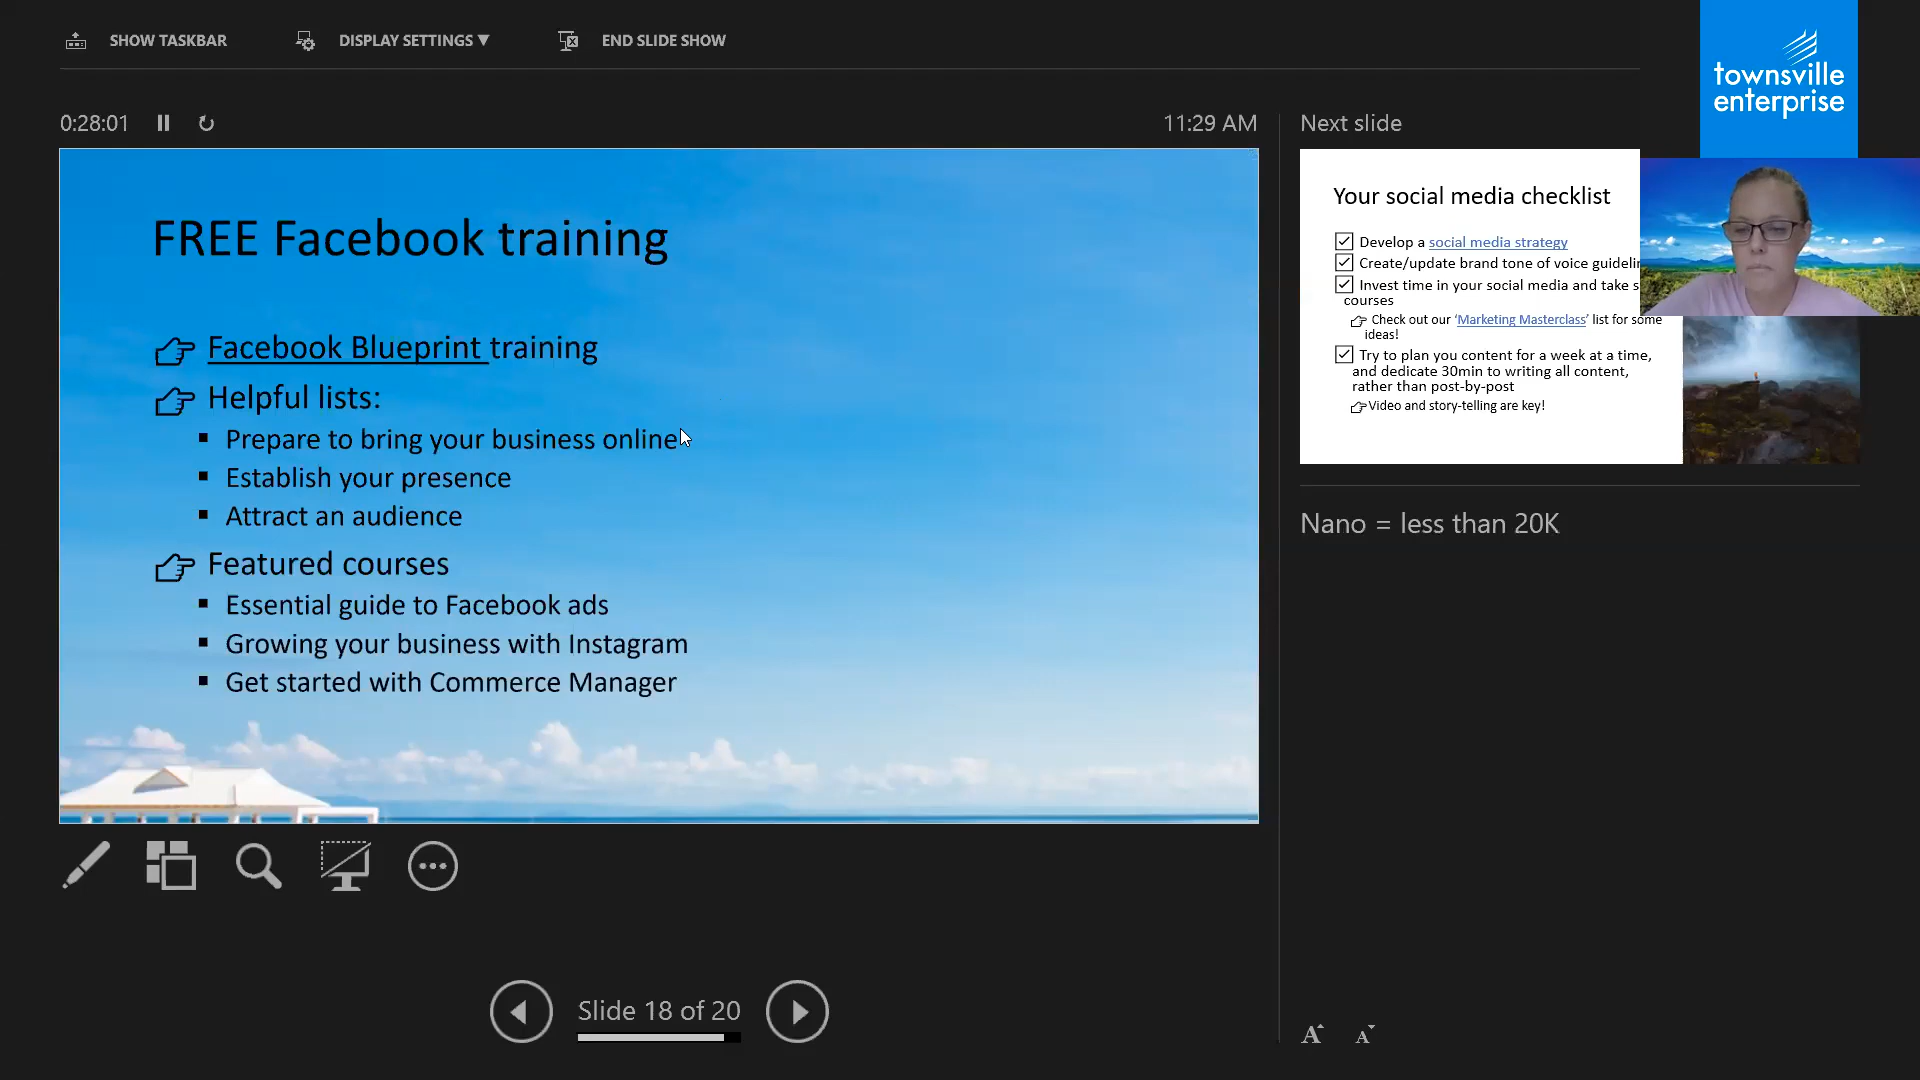 SHOW TASKBAR
DISPLAY SETTINGS ▼
END SLIDE SHOW
townsville
enterprise
0:28:01
11:29 AM
FREE Facebook training
Facebook Blueprint training
Helpful lists:
▪ Prepare to bring your business online
▪ Establish your presence
▪ Attract an audience
Featured courses
▪ Essential guide to Facebook ads
▪ Growing your business with Instagram
▪ Get started with Commerce Manager
Slide 18 of 20
Next slide
Your social media checklist
Develop a social media strategy
Create/update brand tone of voice
Invest time in your social media and take
courses
Check out our 'Marketing Masterclass' list for some
ideas!
Try to plan you content for a week at a time,
and dedicate 30min to writing all content,
rather than post-by-post
Video and story-telling are key!
Nano = less than 20K
A A